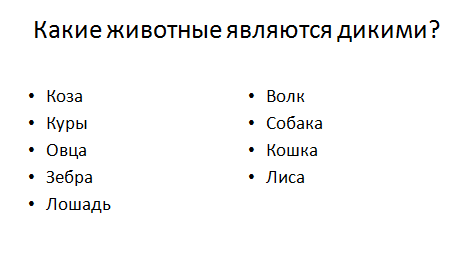 Какие животные являются дикими?
• Коза
• Куры
• Овца
• Зебра
• Лошадь
• Волк
• Собака
• Кошка
• Лиса